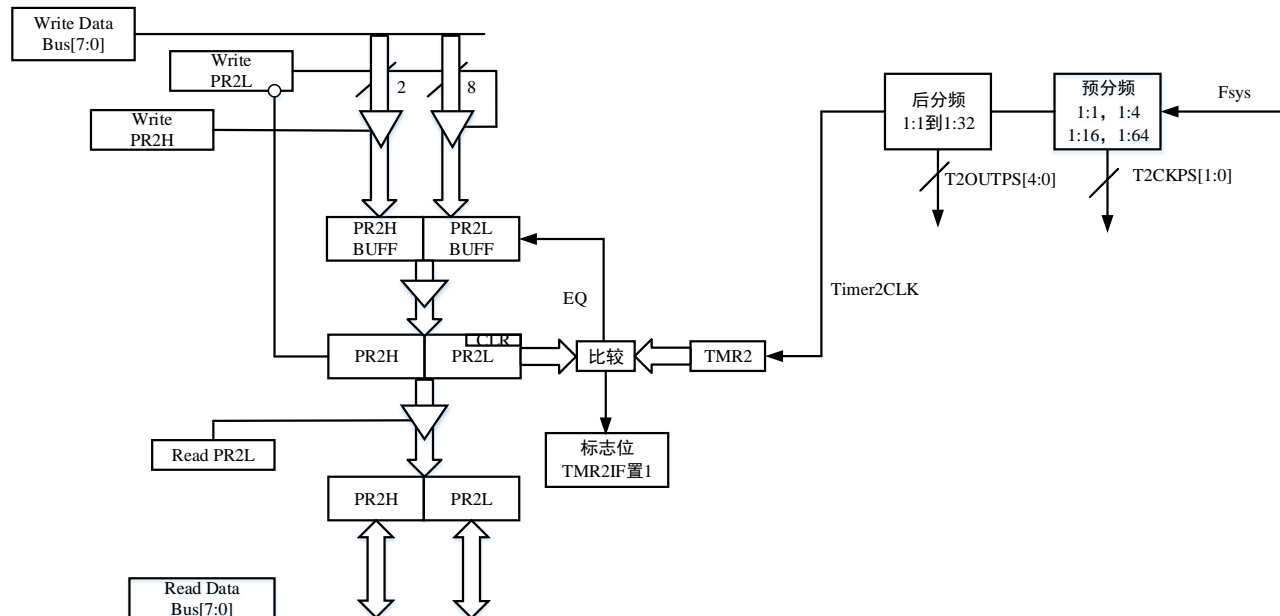 Write Data
Bus[7:0]
Write
PR2L
2
8
Write
PR2H
后分频
1:1到1:32
预分频
1:1，1:4
1:16，1:64
Fsys
T2OUTPS[4:0]
T2CKPS[1:0]
PR2H
BUFF
PR2L
BUFF
EQ
Timer2CLK
CLR
PR2H
PR2L
比较
TMR2
Read PR2L
标志位
TMR2IF置1
PR2H
PR2L
Read Data
Bus[7:0]